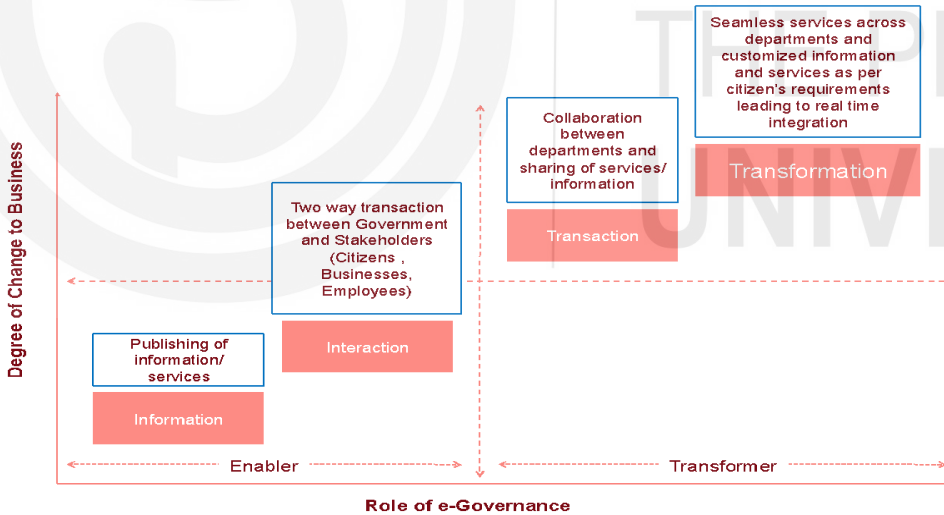 Seamless services across
departments and
customized information
and services as per
citizen's requirements
leading to real time
integration
Transformation
Collaboration
between
departments and
sharing of services/
information
Transaction
Two way transaction
between Government
and Stakeholders
(Citizens ,
Businesses,
Employees)
Interaction
Publishing of
information/
services
Information
Degree of Change to Business
Enabler
Transformer
Role of e-Governance
THE P
UNIV